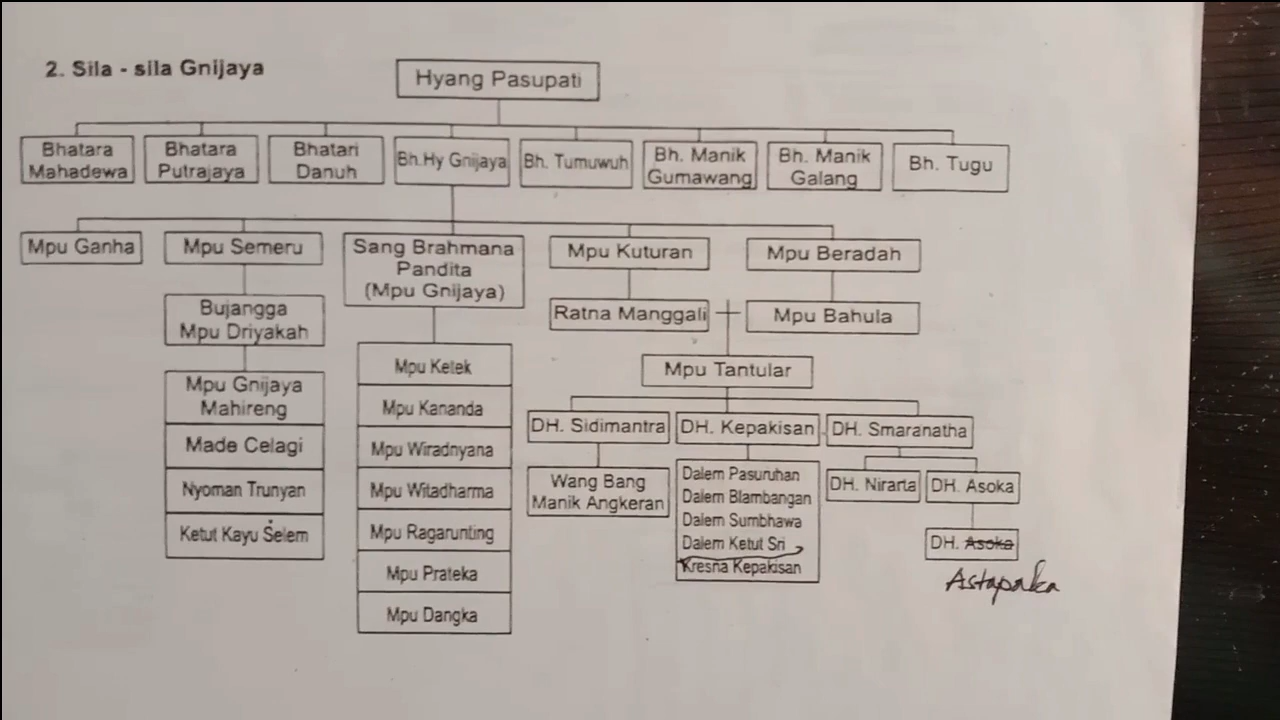 2. Sila - sila Gnijaya
Hyang Pasupati
Bhatara
Mahadewa
Bhatara
Putrajaya
Bhatari
Danuh
Bh.Hy Gnijaya
Bh. Tumuwuh
Bh. Manik
Gumawang
Bh. Manik
Galang
Bh. Tugu
Mpu Ganha
Mpu Semeru
Sang Brahmana
Pandita
(Mpu Gnijaya)
Mpu Kuturan
Mpu Beradah
Bujangga
Mpu Driyakah
Ratna Manggali
Mpu Bahula
Mpu Gnijaya
Mahireng
Made Celagi
Nyoman Trunyan
Ketut Kayu Selem
Mpu Ketek
Mpu Kananda
Mpu Wiradnyana
Mpu Witadharma
Mpu Ragarunting
Mpu Prateka
Mpu Dangka
Mpu Tantular
DH. Sidimantra
DH. Kepakisan
DH. Smaranatha
Wang Bang
Manik Angkeran
Dalem Pasuruhan
Dalem Blambangan
Dalem Sumbhawa
Dalem Ketut Sri
Kresna Kepakisan
DH. Nirarta
DH. Asoka
DH. Asoka
Astapaka